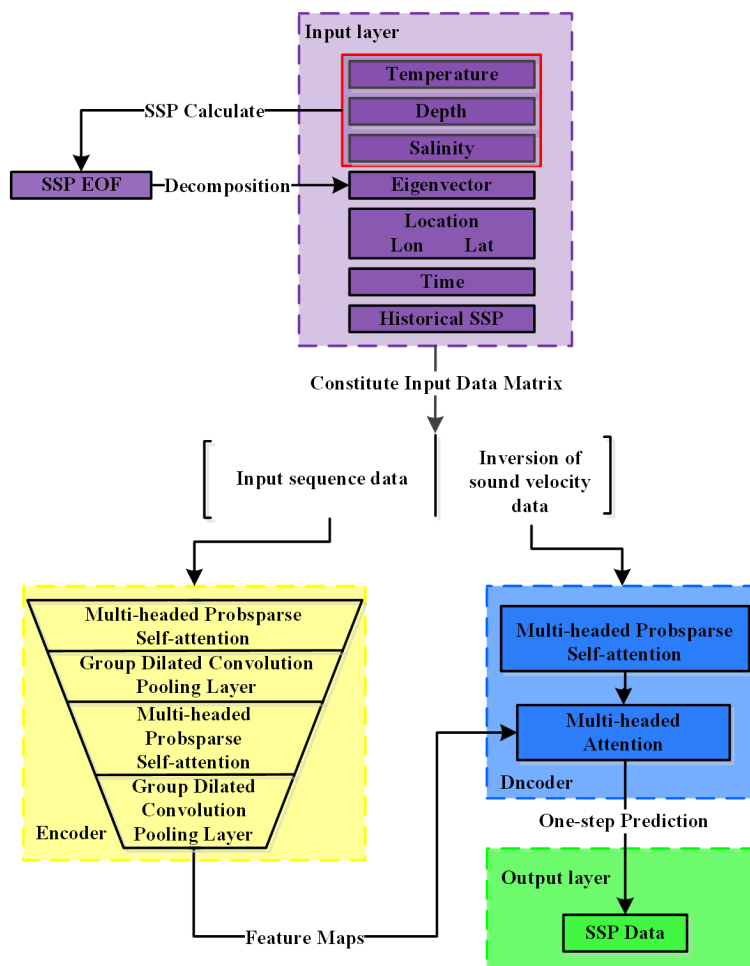 Input layer
Temperature
SSP Calculate
Depth
Salinity
SSP EOF
Decomposition
Eigenvector
Location
Lon Lat
Time
Historical SSP
Constitute Input Data Matrix
Input sequence data
Inversion of
sound velocity
data
Multi-headed Probsparse
Self-attention
Group Dilated Convolution
Pooling Layer
Multi-headed
Probsparse
Self-attention
Group Dilated
Convolution
Pooling Layer
Encoder
Multi-headed Probsparse
Self-attention
Multi-headed
Attention
Dncoder
One-step Prediction
Output layer
SSP Data
Feature Maps